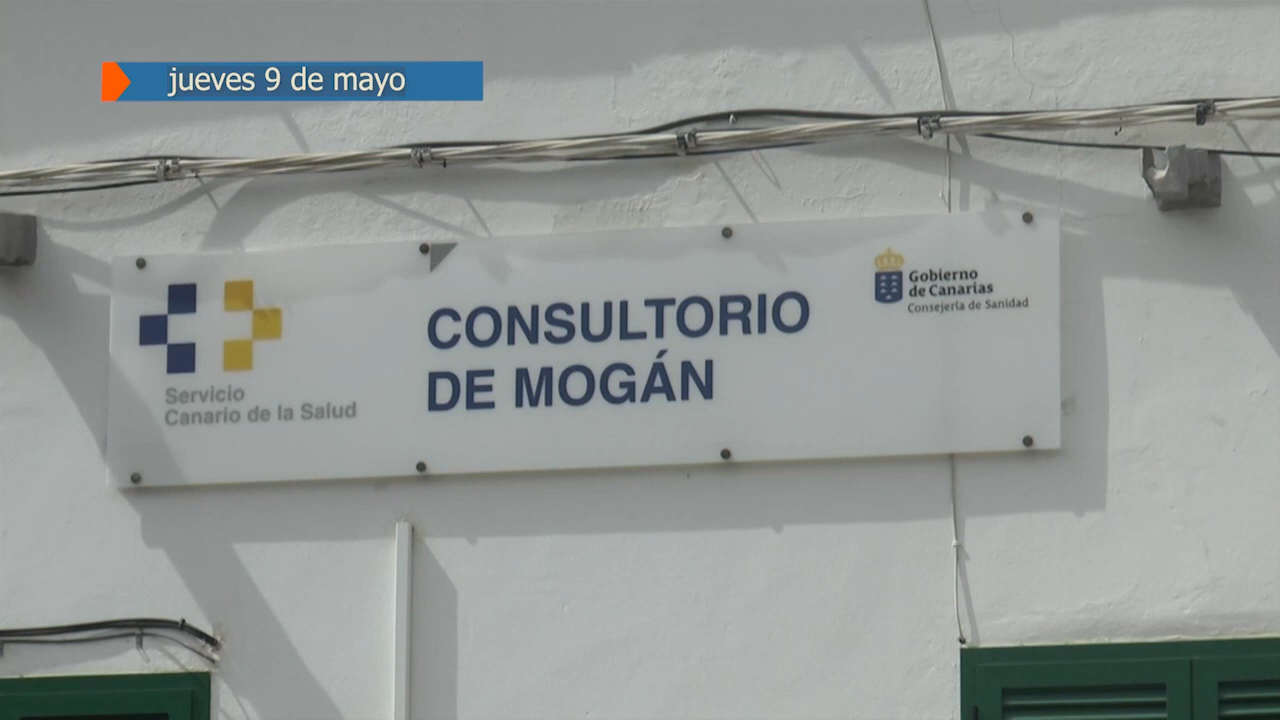 jueves 9 de mayo
Gobierno
de Canarias
Consejería de Sanidad
CONSULTORIO
DE MOGÁN
Servicio
Canario de la Salud